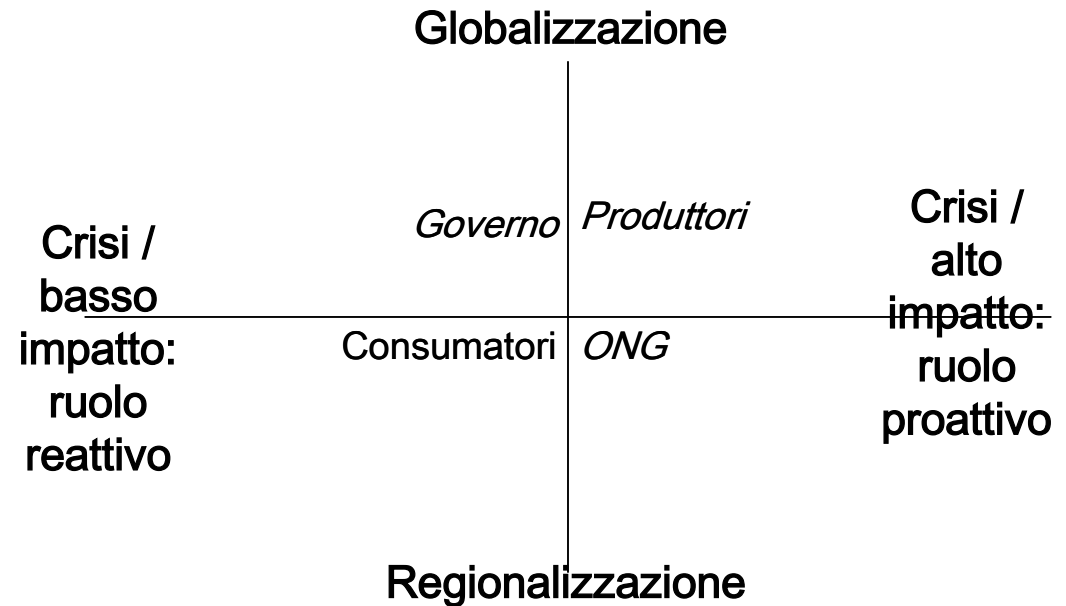 Globalizzazione
Governo
Produttori
Crisi /
basso
impatto:
ruolo
reattivo
Crisi /
alto
impatto:
ruolo
proattivo
Consumatori
ONG
Regionalizzazione